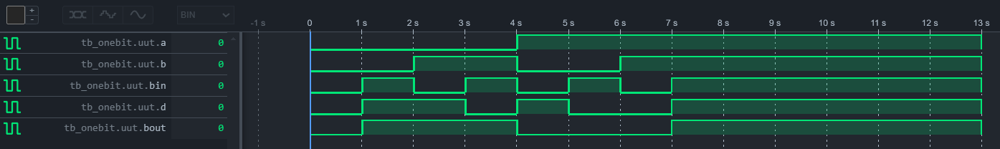 +
-
BIN
-1 s 0 1 s 2 s 3 s 4 s 5 s 6 s 7 s 8 s 9 s 10 s 11 s 12 s 13 s
tb_onebit.uut.a 0
tb_onebit.uut.b 0
tb_onebit.uut.bin 0
tb_onebit.uut.d 0
tb_onebit.uut.bout 0